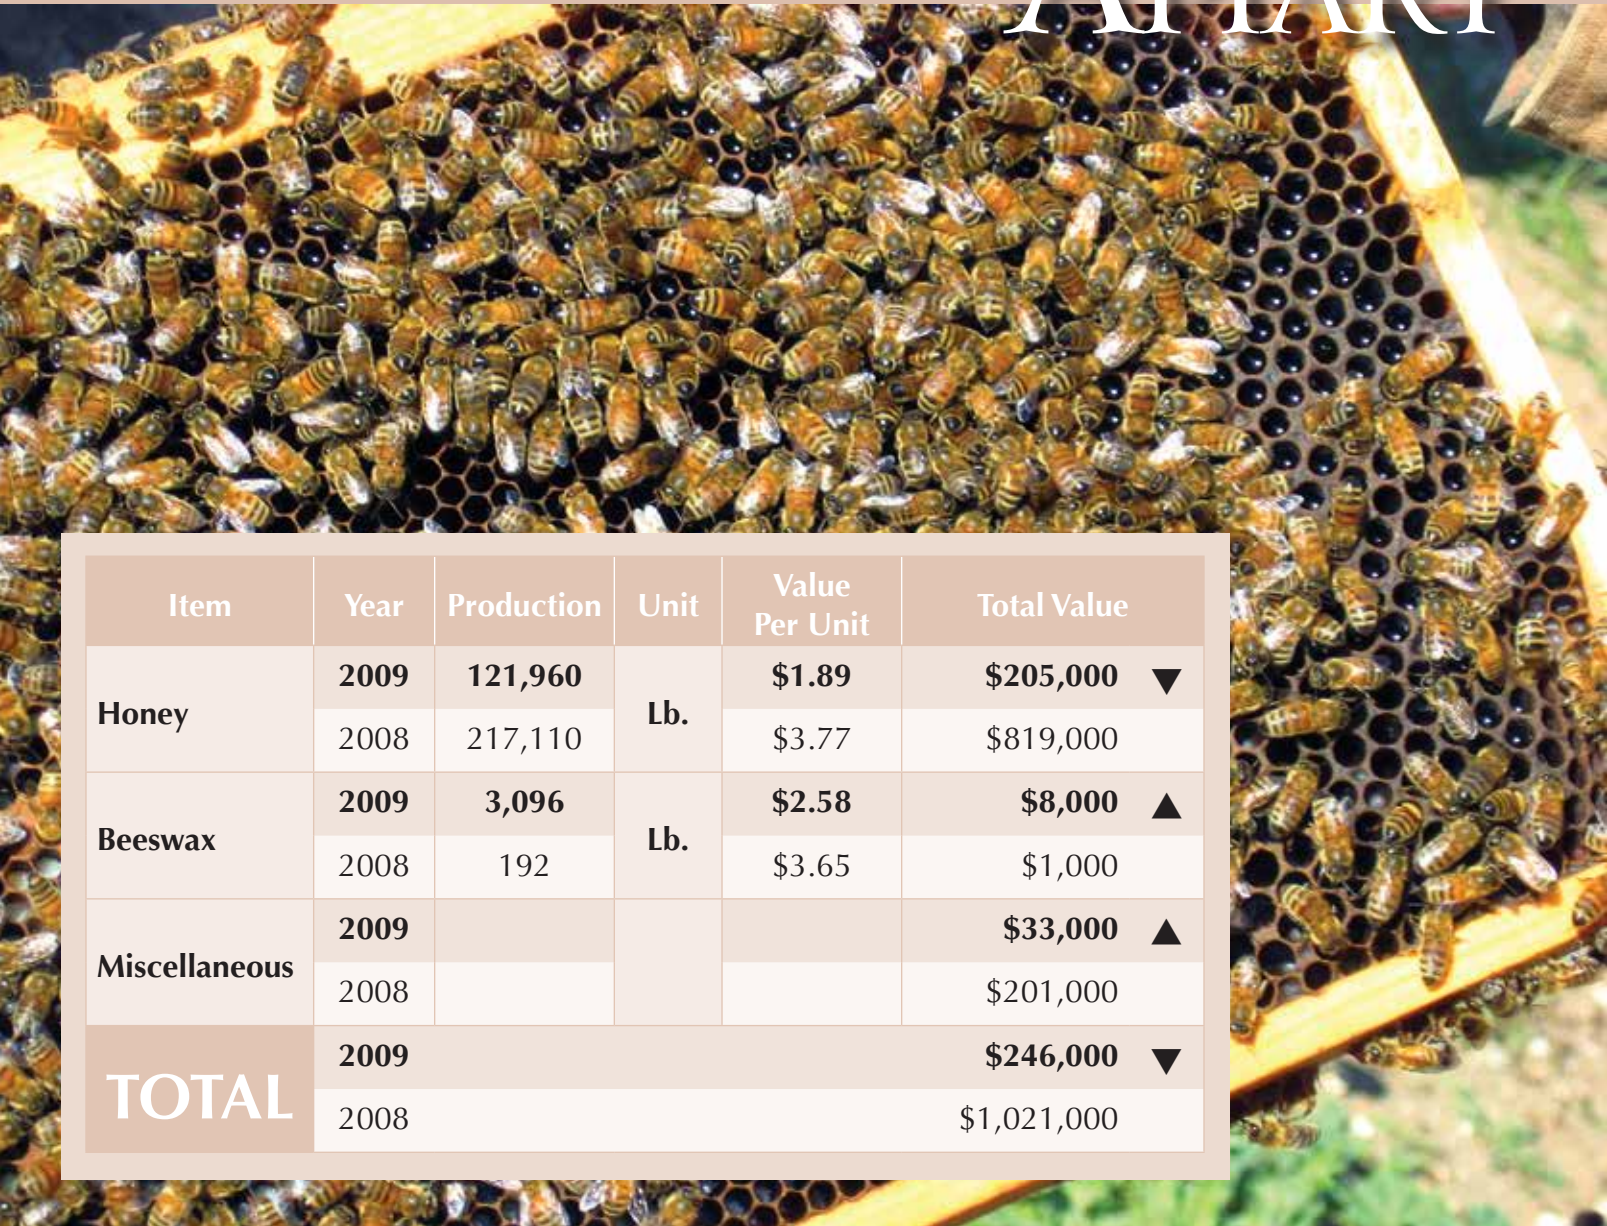 Item Year Production Unit Value Per Unit Total Value
Honey 2009 121,960 Lb. $1.89 $205,000 ▼
2008 217,110 $3.77 $819,000
Beeswax 2009 3,096 Lb. $2.58 $8,000 ▲
2008 192 $3.65 $1,000
Miscellaneous 2009 $33,000 ▲
2008 $201,000
TOTAL 2009 $246,000 ▼
2008 $1,021,000